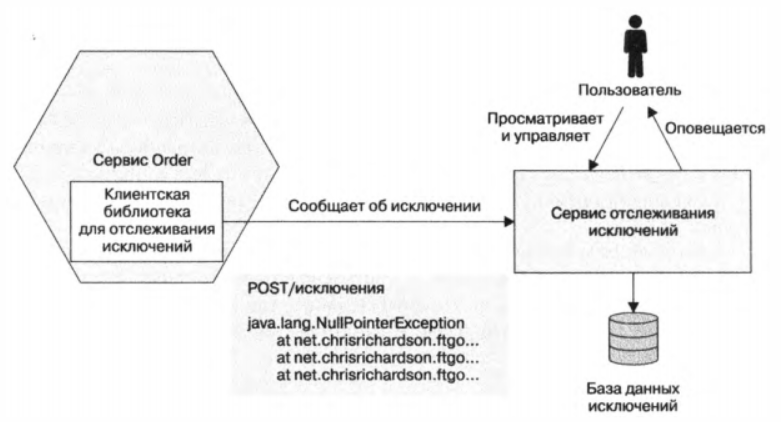 Пользователь
Просматривает
и управляет
Оповещается
Сервис Order
Клиентская
библиотека
для отслеживания
исключений
Сообщает об исключении
Сервис отслеживания
исключений
POST/исключения
java.lang.NullPointerException
at net.chrisrichardson.ftgo...
at net.chrisrichardson.ftgo...
at net.chrisrichardson.ftgo...
База данных
исключений